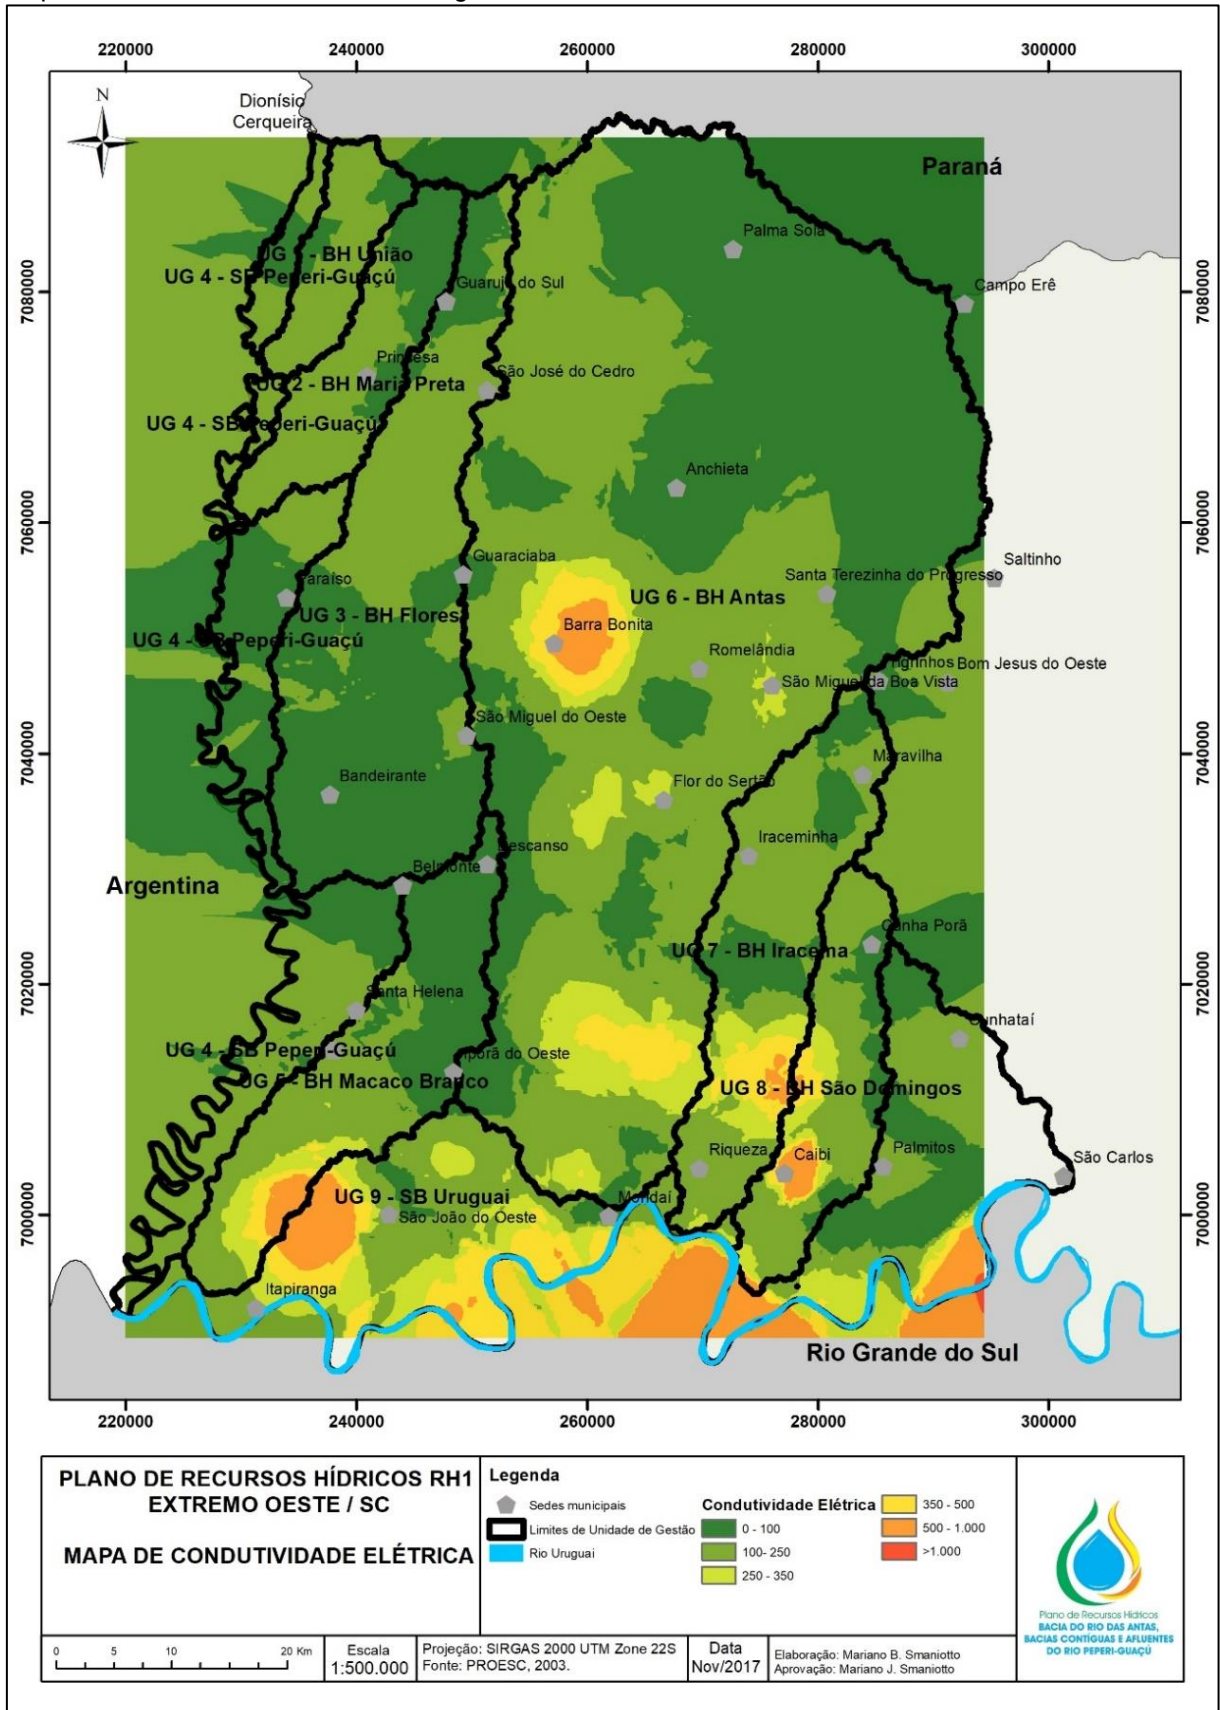 220000 240000 260000 280000 300000
N
Dionísio
Cerqueira
Paraná
Palma Sola
UG 1 - BH União
UG 4 - SB Peperi-Guaçú
Guarujá do Sul
Campo Erê
7080000
7080000
Princesa
São José do Cedro
UG 2 - BH Maria Preta
UG 4 - SB Peperi-Guaçú
Anchieta
7060000
7060000
Guaraciaba
Saltinho
Paraíso
Santa Terezinha do Progresso
UG 6 - BH Antas
UG 3 - BH Flores
Barra Bonita
UG 4 - SB Peperi-Guaçú
Romelândia
Tigrinhos
Bom Jesus do Oeste
São Miguel da Boa Vista
São Miguel do Oeste
7040000
7040000
Maravilha
Bandeirante
Flor do Sertão
Iraceminha
Descanso
Belmonte
Argentina
Cunha Porã
UG 7 - BH Iracema
7020000
7020000
Santa Helena
Cunhataí
UG 4 - SB Peperi-Guaçú
Iporã do Oeste
UG 5 - BH Macaco Branco
UG 8 - BH São Domingos
Riqueza
Caibi
Palmitos
São Carlos
UG 9 - SB Uruguai
Mondaí
7000000
7000000
São João do Oeste
Itapiranga
Rio Grande do Sul
220000 240000 260000 280000 300000
PLANO DE RECURSOS HÍDRICOS RH1
EXTREMO OESTE / SC
MAPA DE CONDUTIVIDADE ELÉTRICA
Legenda
Sedes municipais
Limites de Unidade de Gestão
Rio Uruguai
Condutividade Elétrica
0 - 100
100- 250
250 - 350
350 - 500
500 - 1.000
>1.000
0 5 10 20 Km
Escala
1:500.000
Projeção: SIRGAS 2000 UTM Zone 22S
Fonte: PROESC, 2003.
Data
Nov/2017
Elaboração: Mariano B. Smaniotto
Aprovação: Mariano J. Smaniotto
Plano de Recursos Hídricos
BACIA DO RIO DAS ANTAS,
BACIAS CONTÍGUAS E AFLUENTES
DO RIO PEPERI-GUAÇÚ